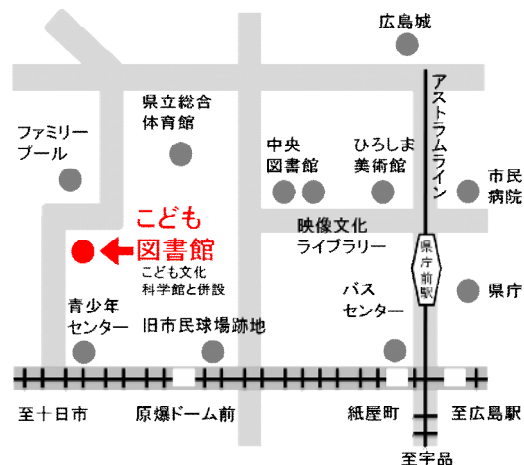 広島城
アストラムライン
県立総合
体育館
ファミリー
プール
中央
図書館
ひろしま
美術館
市民
病院
こども
図書館
こども文化
科学館と併設
映像文化
ライブラリー
県庁前駅
県庁
バス
センター
青少年
センター
旧市民球場跡地
至十日市
原爆ドーム前
紙屋町
至広島駅
至宇品